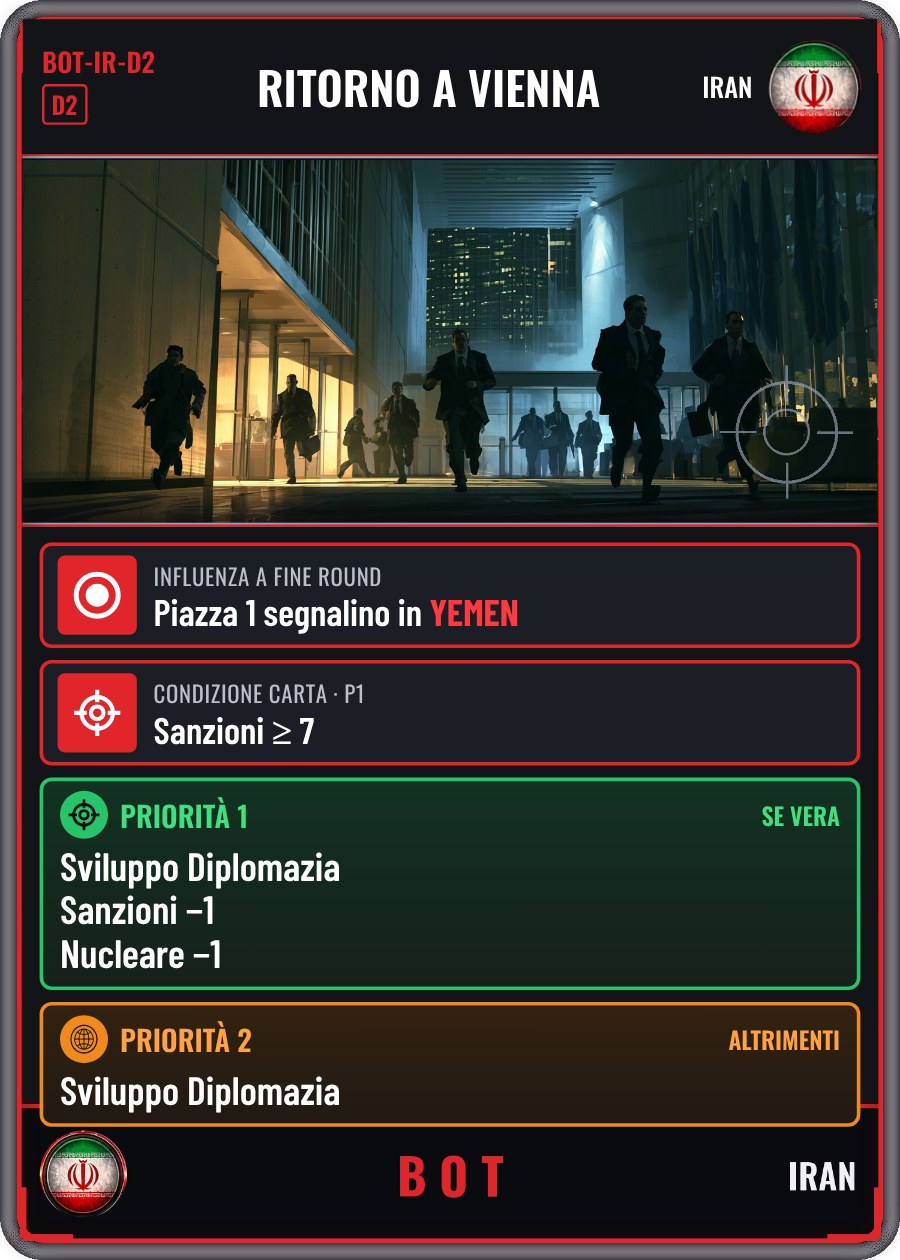 BOT-IR-D2
D2
RITORNO A VIENNA
IRAN
INFLUENZA A FINE ROUND
Piazza 1 segnalino in YEMEN
CONDIZIONE CARTA · P1
Sanzioni ≥ 7
PRIORITÀ 1
SE VERA
Sviluppo Diplomazia
Sanzioni −1
Nucleare −1
PRIORITÀ 2
ALTRIMENTI
Sviluppo Diplomazia
BOT
IRAN